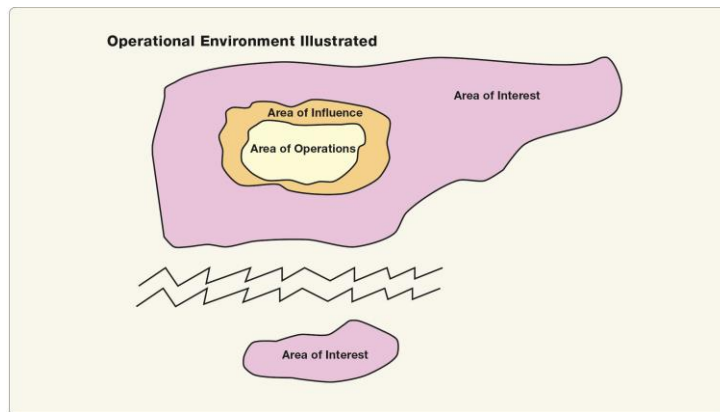 Operational Environment Illustrated
Area of Interest
Area of Influence
Area of Operations
Area of Interest